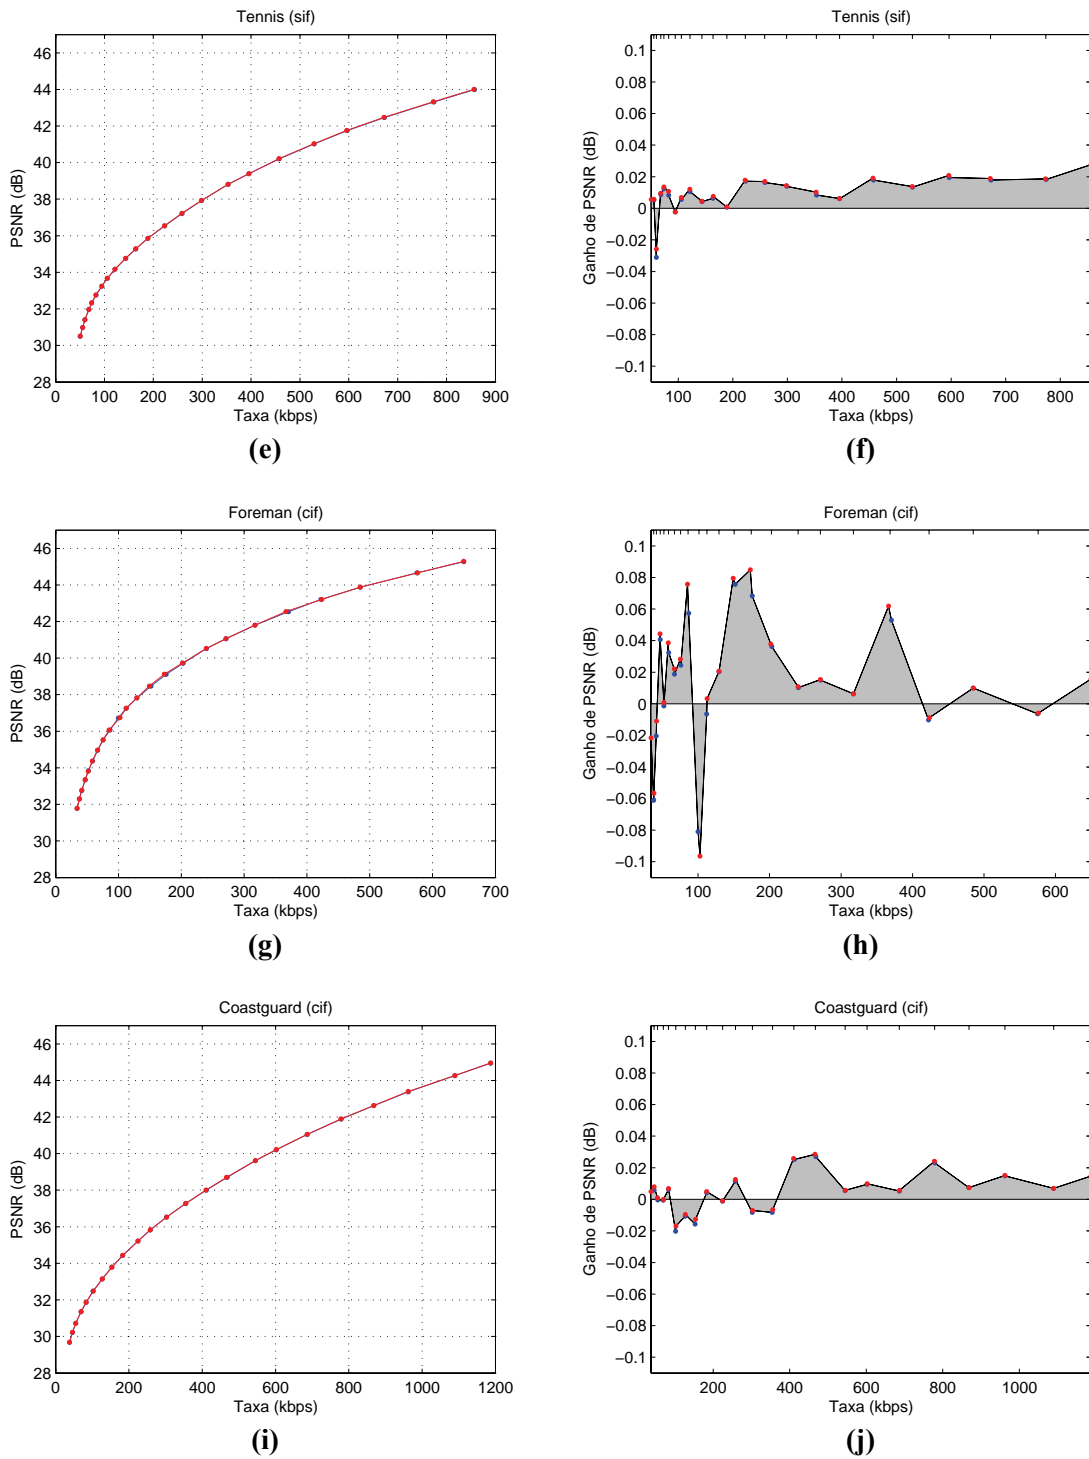 Tennis (sif)
PSNR (dB)
46
44
42
40
38
36
34
32
30
28
0 100 200 300 400 500 600 700 800 900
Taxa (kbps)
(e)
Tennis (sif)
Ganho de PSNR (dB)
0.1
0.08
0.06
0.04
0.02
0
−0.02
−0.04
−0.06
−0.08
−0.1
100 200 300 400 500 600 700 800
Taxa (kbps)
(f)
Foreman (cif)
PSNR (dB)
46
44
42
40
38
36
34
32
30
28
0 100 200 300 400 500 600 700
Taxa (kbps)
(g)
Foreman (cif)
Ganho de PSNR (dB)
0.1
0.08
0.06
0.04
0.02
0
−0.02
−0.04
−0.06
−0.08
−0.1
100 200 300 400 500 600
Taxa (kbps)
(h)
Coastguard (cif)
PSNR (dB)
46
44
42
40
38
36
34
32
30
28
0 200 400 600 800 1000 1200
Taxa (kbps)
(i)
Coastguard (cif)
Ganho de PSNR (dB)
0.1
0.08
0.06
0.04
0.02
0
−0.02
−0.04
−0.06
−0.08
−0.1
200 400 600 800 1000
Taxa (kbps)
(j)